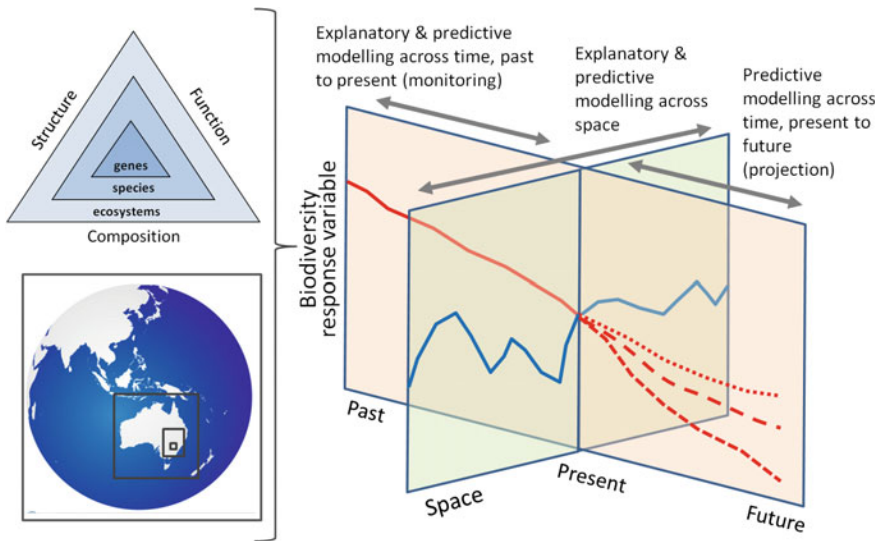 Structure
Function
genes
species
ecosystems
Composition
Explanatory & predictive
modelling across time, past
to present (monitoring)
Explanatory &
predictive
modelling across
space
Predictive
modelling across
time, present to
future
(projection)
Biodiversity
response variable
Past
Space
Present
Future